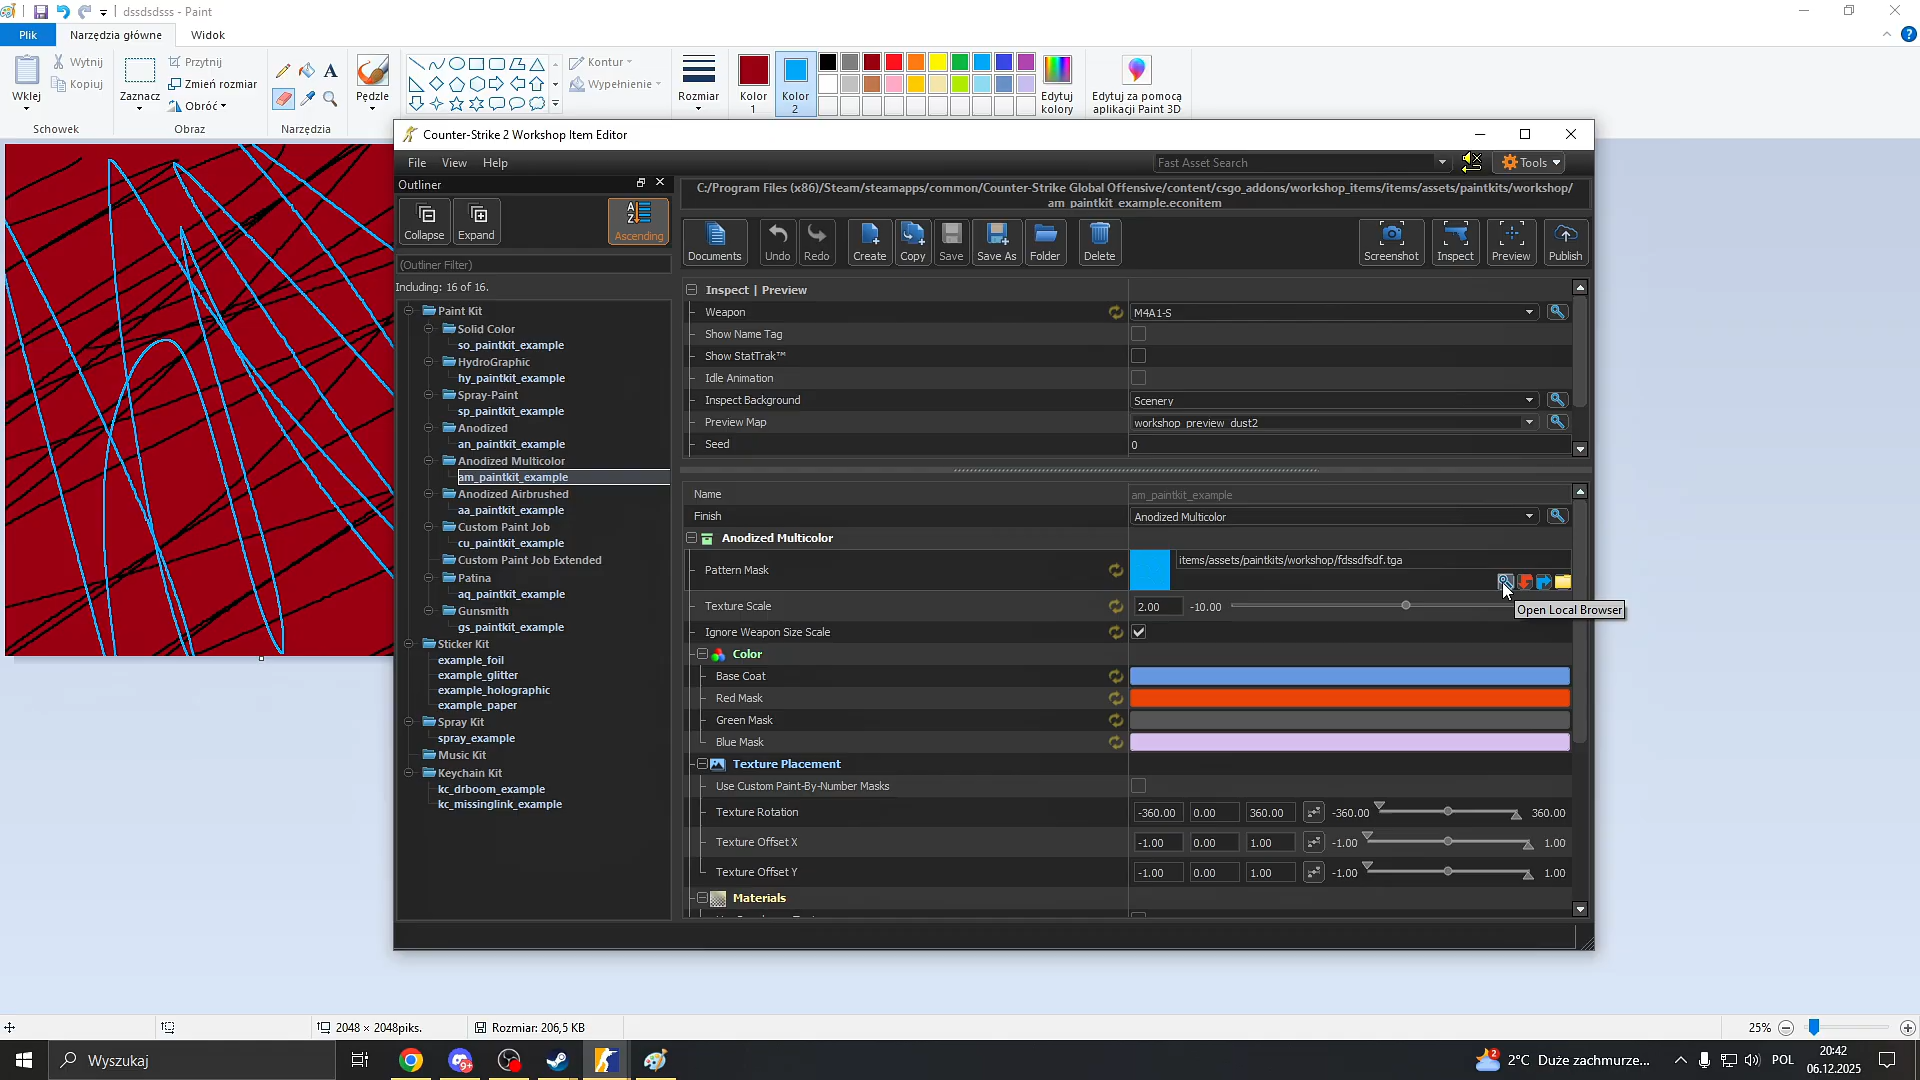 dssdsdsss - Paint
Plik
Narzędzia główne
Widok
Wklej
Wytnij
Kopiuj
Schowek
Zaznacz
Przytnij
Zmień rozmiar
Obróć
Obraz
Narzędzia
Pędzle
Kontur
Wypełnienie
Kształty
Rozmiar
Kolor 1
Kolor 2
Edytuj kolory
Edytuj za pomocą aplikacji Paint 3D
Counter-Strike 2 Workshop Item Editor
File View Help
Fast Asset Search
Tools
Outliner
Collapse
Expand
Ascending
(Outliner Filter)
Including: 16 of 16.
Paint Kit
Solid Color
so_paintkit_example
HydroGraphic
hy_paintkit_example
Spray-Paint
sp_paintkit_example
Anodized
an_paintkit_example
Anodized Multicolor
am_paintkit_example
Anodized Airbrushed
aa_paintkit_example
Custom Paint Job
cu_paintkit_example
Custom Paint Job Extended
Patina
aq_paintkit_example
Gunsmith
gs_paintkit_example
Sticker Kit
example_foil
example_glitter
example_holographic
example_paper
Spray Kit
spray_example
Music Kit
Keychain Kit
kc_drboom_example
kc_missinglink_example
C:/Program Files (x86)/Steam/steamapps/common/Counter-Strike Global Offensive/content/csgo_addons/workshop_items/items/assets/paintkits/workshop/
am_paintkit_example.econitem
Documents Undo Redo Create Copy Save Save As Folder Delete Screenshot Inspect Preview Publish
Inspect | Preview
Weapon M4A1-S
Show Name Tag
Show StatTrak™
Idle Animation
Inspect Background Scenery
Preview Map workshop_preview_dust2
Seed 0
Name am_paintkit_example
Finish Anodized Multicolor
Anodized Multicolor
Pattern Mask items/assets/paintkits/workshop/fdssdfsdf.tga
Open Local Browser
Texture Scale 2.00 -10.00
Ignore Weapon Size Scale
Color
Base Coat
Red Mask
Green Mask
Blue Mask
Texture Placement
Use Custom Paint-By-Number Masks
Texture Rotation -360.00 0.00 360.00 -360.00 360.00
Texture Offset X -1.00 0.00 1.00 -1.00 1.00
Texture Offset Y -1.00 0.00 1.00 -1.00 1.00
Materials
2048 × 2048piks.
Rozmiar: 206,5 KB
25%
Wyszukaj
9+
2
2°C Duże zachmurze...
POL
20:42
06.12.2025